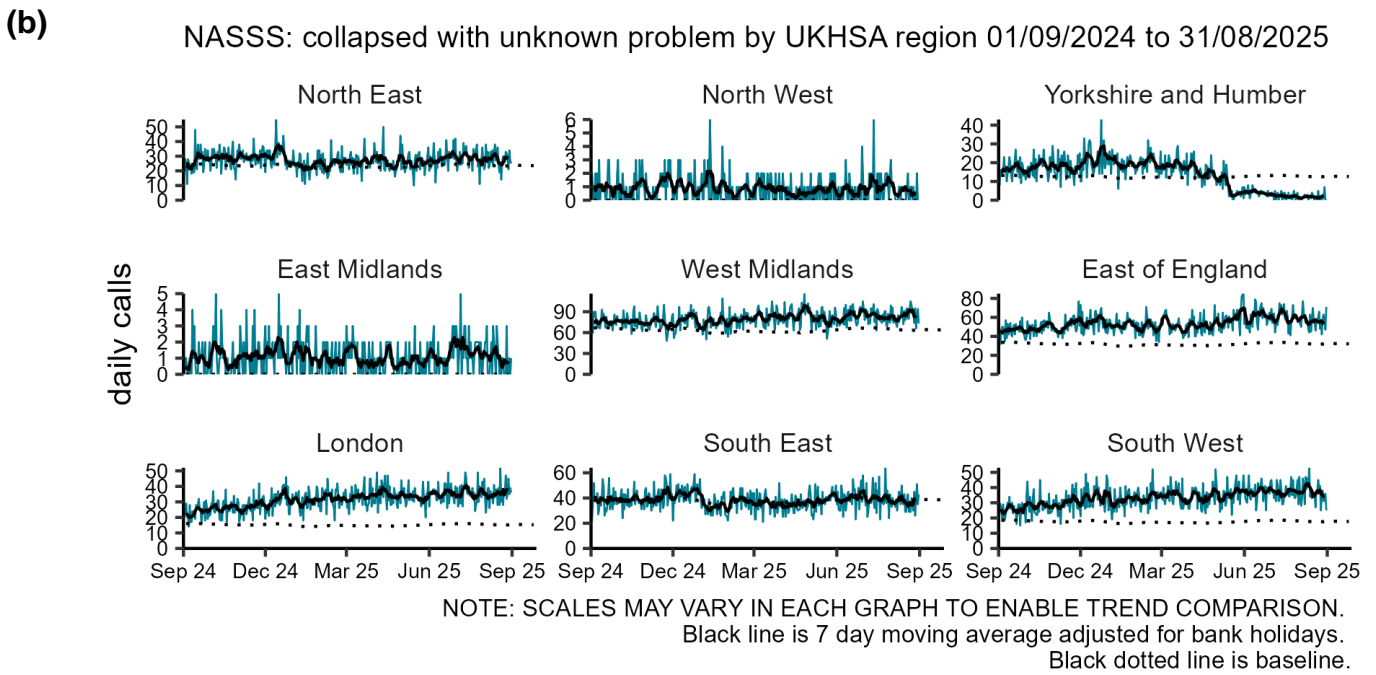 (b)
NASSS: collapsed with unknown problem by UKHSA region 01/09/2024 to 31/08/2025
daily calls
North East
50
40
30
20
10
0
North West
6
5
4
3
2
1
0
Yorkshire and Humber
40
30
20
10
0
East Midlands
5
4
3
2
1
0
West Midlands
90
60
30
0
East of England
80
60
40
20
0
London
50
40
30
20
10
0
Sep 24 Dec 24 Mar 25 Jun 25 Sep 25
South East
60
40
20
0
Sep 24 Dec 24 Mar 25 Jun 25 Sep 25
South West
50
40
30
20
10
0
Sep 24 Dec 24 Mar 25 Jun 25 Sep 25
NOTE: SCALES MAY VARY IN EACH GRAPH TO ENABLE TREND COMPARISON.
Black line is 7 day moving average adjusted for bank holidays.
Black dotted line is baseline.